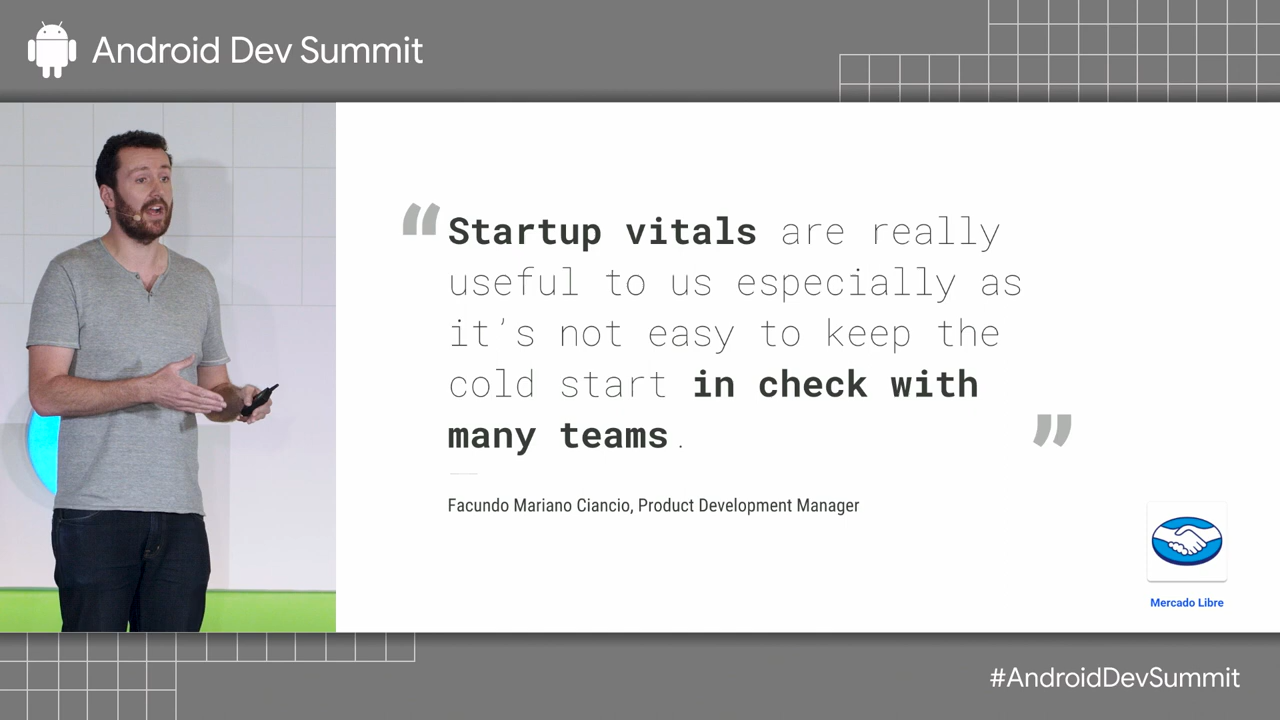 Android Dev Summit
“Startup vitals are really
useful to us especially as
it's not easy to keep the
cold start in check with
many teams.”
Facundo Mariano Ciancio, Product Development Manager
Mercado Libre
#AndroidDevSummit